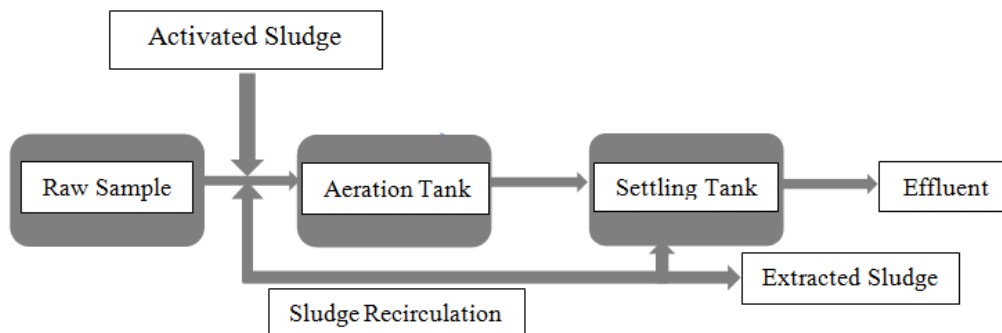 Activated Sludge
Raw Sample
Aeration Tank
Settling Tank
Effluent
Extracted Sludge
Sludge Recirculation